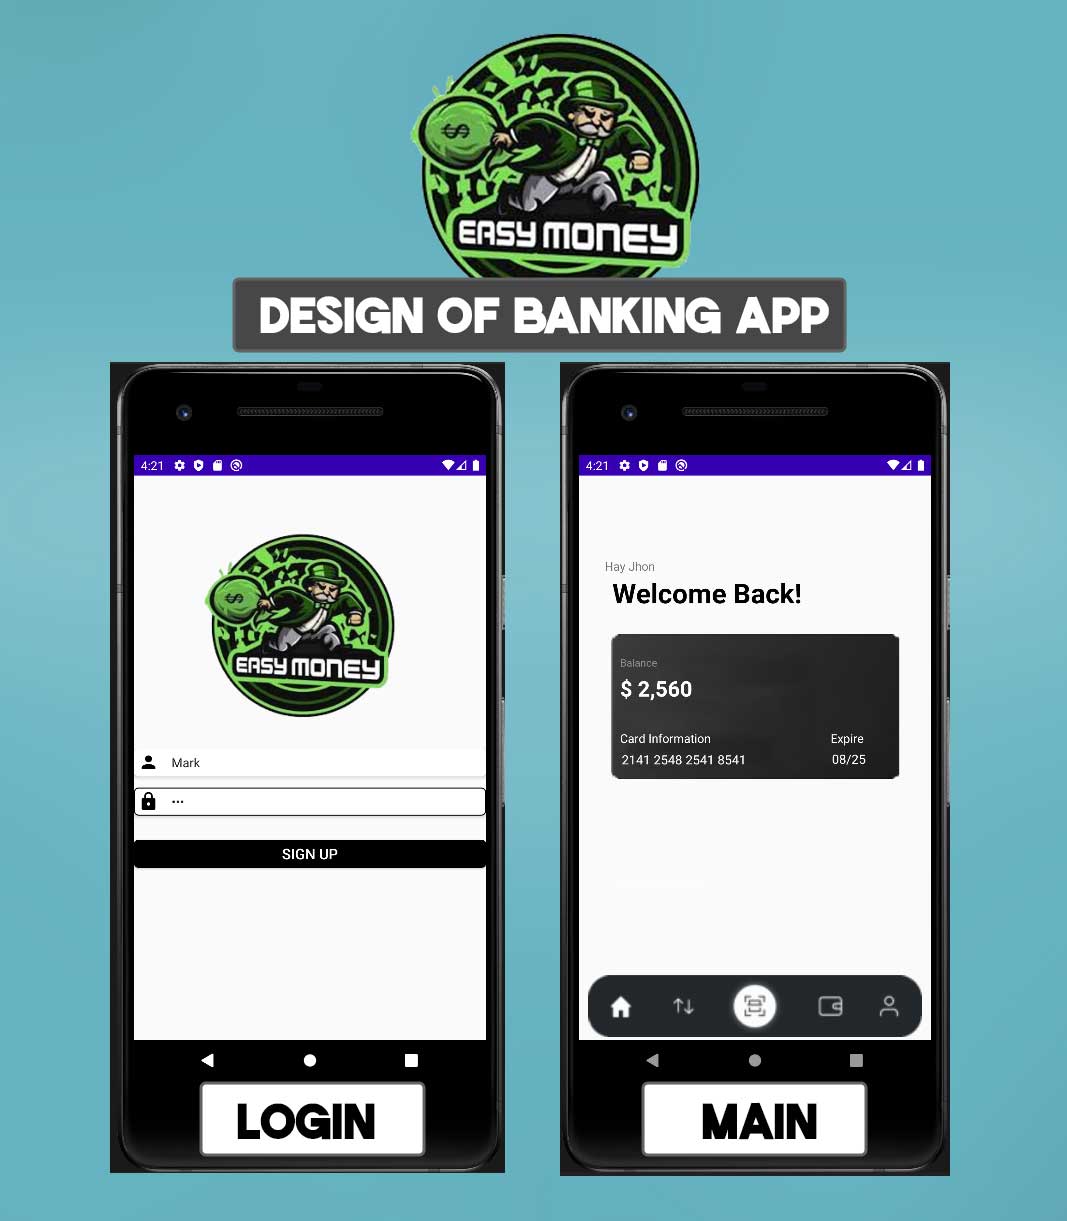 $
EASY MONEY
DESIGN OF BANKING APP
4:21
$
EASY MONEY
Mark
•••
SIGN UP
LOGIN
4:21
Hay Jhon
Welcome Back!
Balance
$ 2,560
Card Information Expire
2141 2548 2541 8541 08/25
MAIN